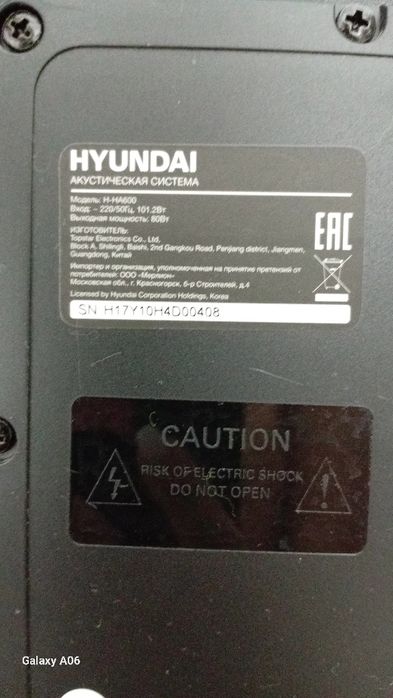 HYUNDAI
АКУСТИЧЕСКАЯ СИСТЕМА
Модель: H-HA600
Вход: ~ 220/50Гц, 101.2Вт
Выходная мощность: 80Вт
ИЗГОТОВИТЕЛЬ:
Topstar Electronics Co., Ltd.
Block A, Shilingli, Baishi, 2nd Gangkou Road, Penjiang district, Jiangmen,
Guangdong, Китай
Импортер и организация, уполномоченная на принятие претензий от
потребителей: ООО «Мерлион»
Московская обл., г. Красногорск, б-р Строителей, д.4
Licensed by Hyundai Corporation Holdings, Korea
EAC
SN H17Y10H4D00408
CAUTION
RISK OF ELECTRIC SHOCK
DO NOT OPEN
Galaxy A06